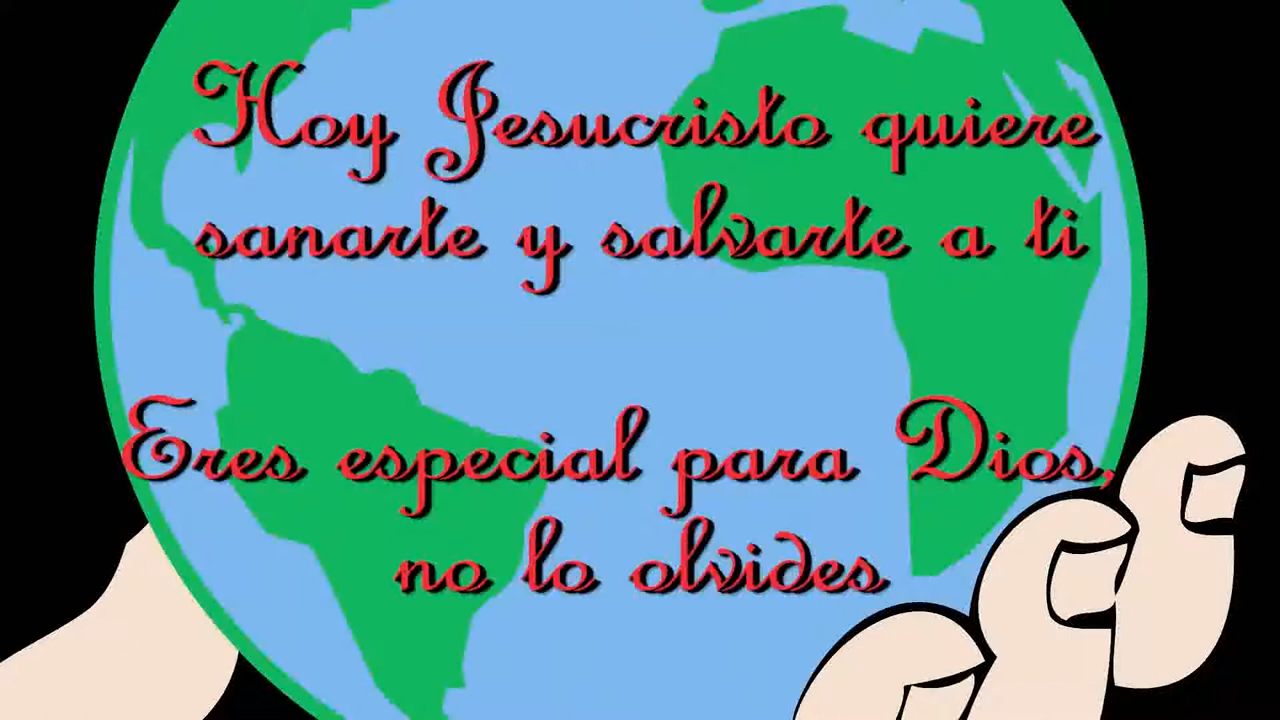 Hoy Jesucristo quiere
sanarte y salvarte a ti
Eres especial para Dios,
no lo olvides